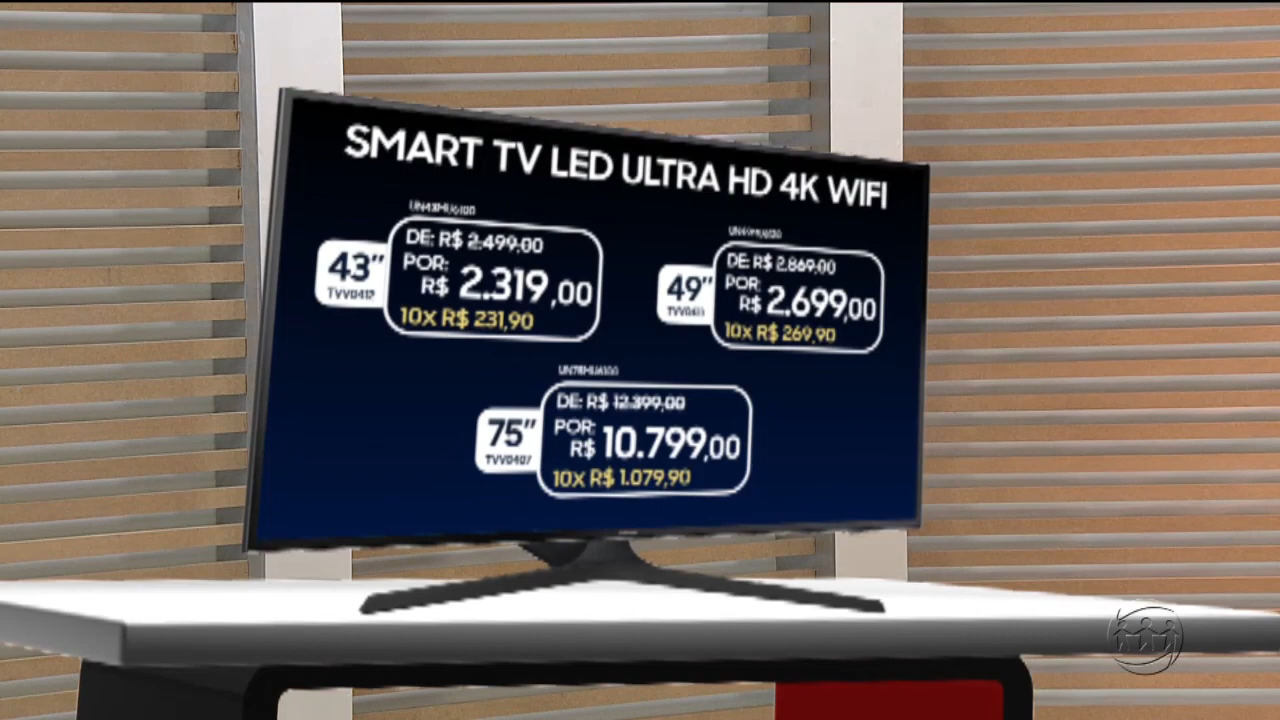 SMART TV LED ULTRA HD 4K WIFI
43"
TVV0412
DE: R$ 2.499,00
POR:
R$ 2.319,00
10X R$ 231,90
49"
DE: R$ 2.869,00
POR:
R$ 2.699,00
10X R$ 269,90
75"
TVV0407
DE: R$ 12.399,00
POR:
R$ 10.799,00
10X R$ 1.079,90